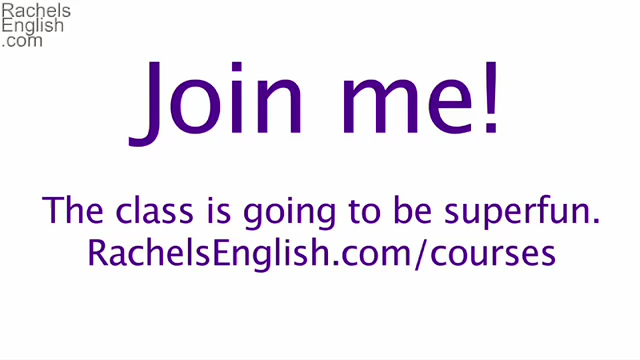 Rachels
English
.com
Join me!
The class is going to be superfun.
RachelsEnglish.com/courses